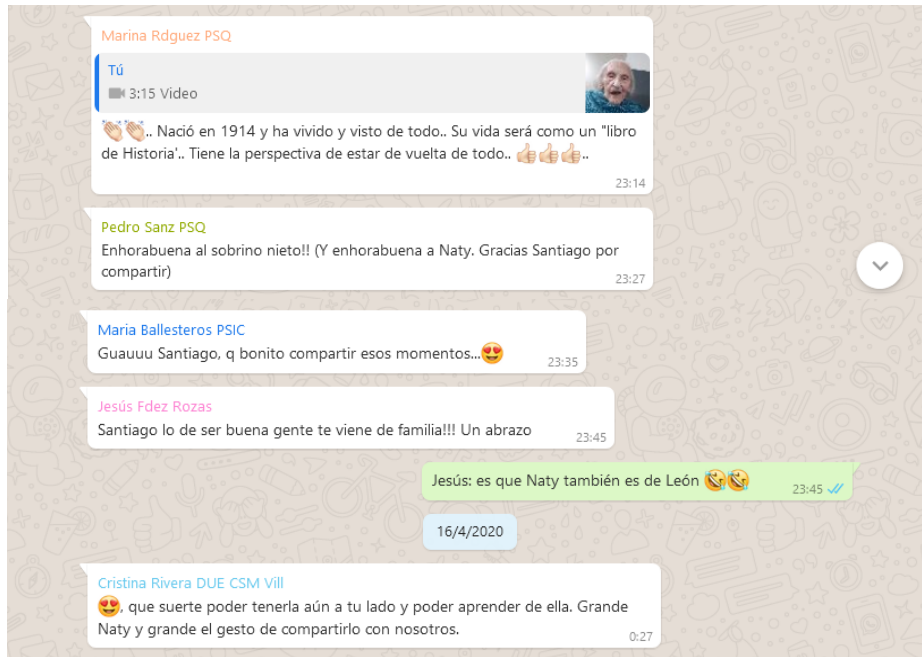 Marina Rdguez PSQ
Tú
3:15 Video
👏🏻👏🏻.. Nació en 1914 y ha vivido y visto de todo.. Su vida será como un "libro
de Historia'.. Tiene la perspectiva de estar de vuelta de todo.. 👍🏻👍🏻👍🏻..
23:14
Pedro Sanz PSQ
Enhorabuena al sobrino nieto!! (Y enhorabuena a Naty. Gracias Santiago por
compartir)
23:27
Maria Ballesteros PSIC
Guauuu Santiago, q bonito compartir esos momentos...😍
23:35
Jesús Fdez Rozas
Santiago lo de ser buena gente te viene de familia!!! Un abrazo
23:45
Jesús: es que Naty también es de León 🤣🤣
23:45
16/4/2020
Cristina Rivera DUE CSM Vill
😍, que suerte poder tenerla aún a tu lado y poder aprender de ella. Grande
Naty y grande el gesto de compartirlo con nosotros.
0:27